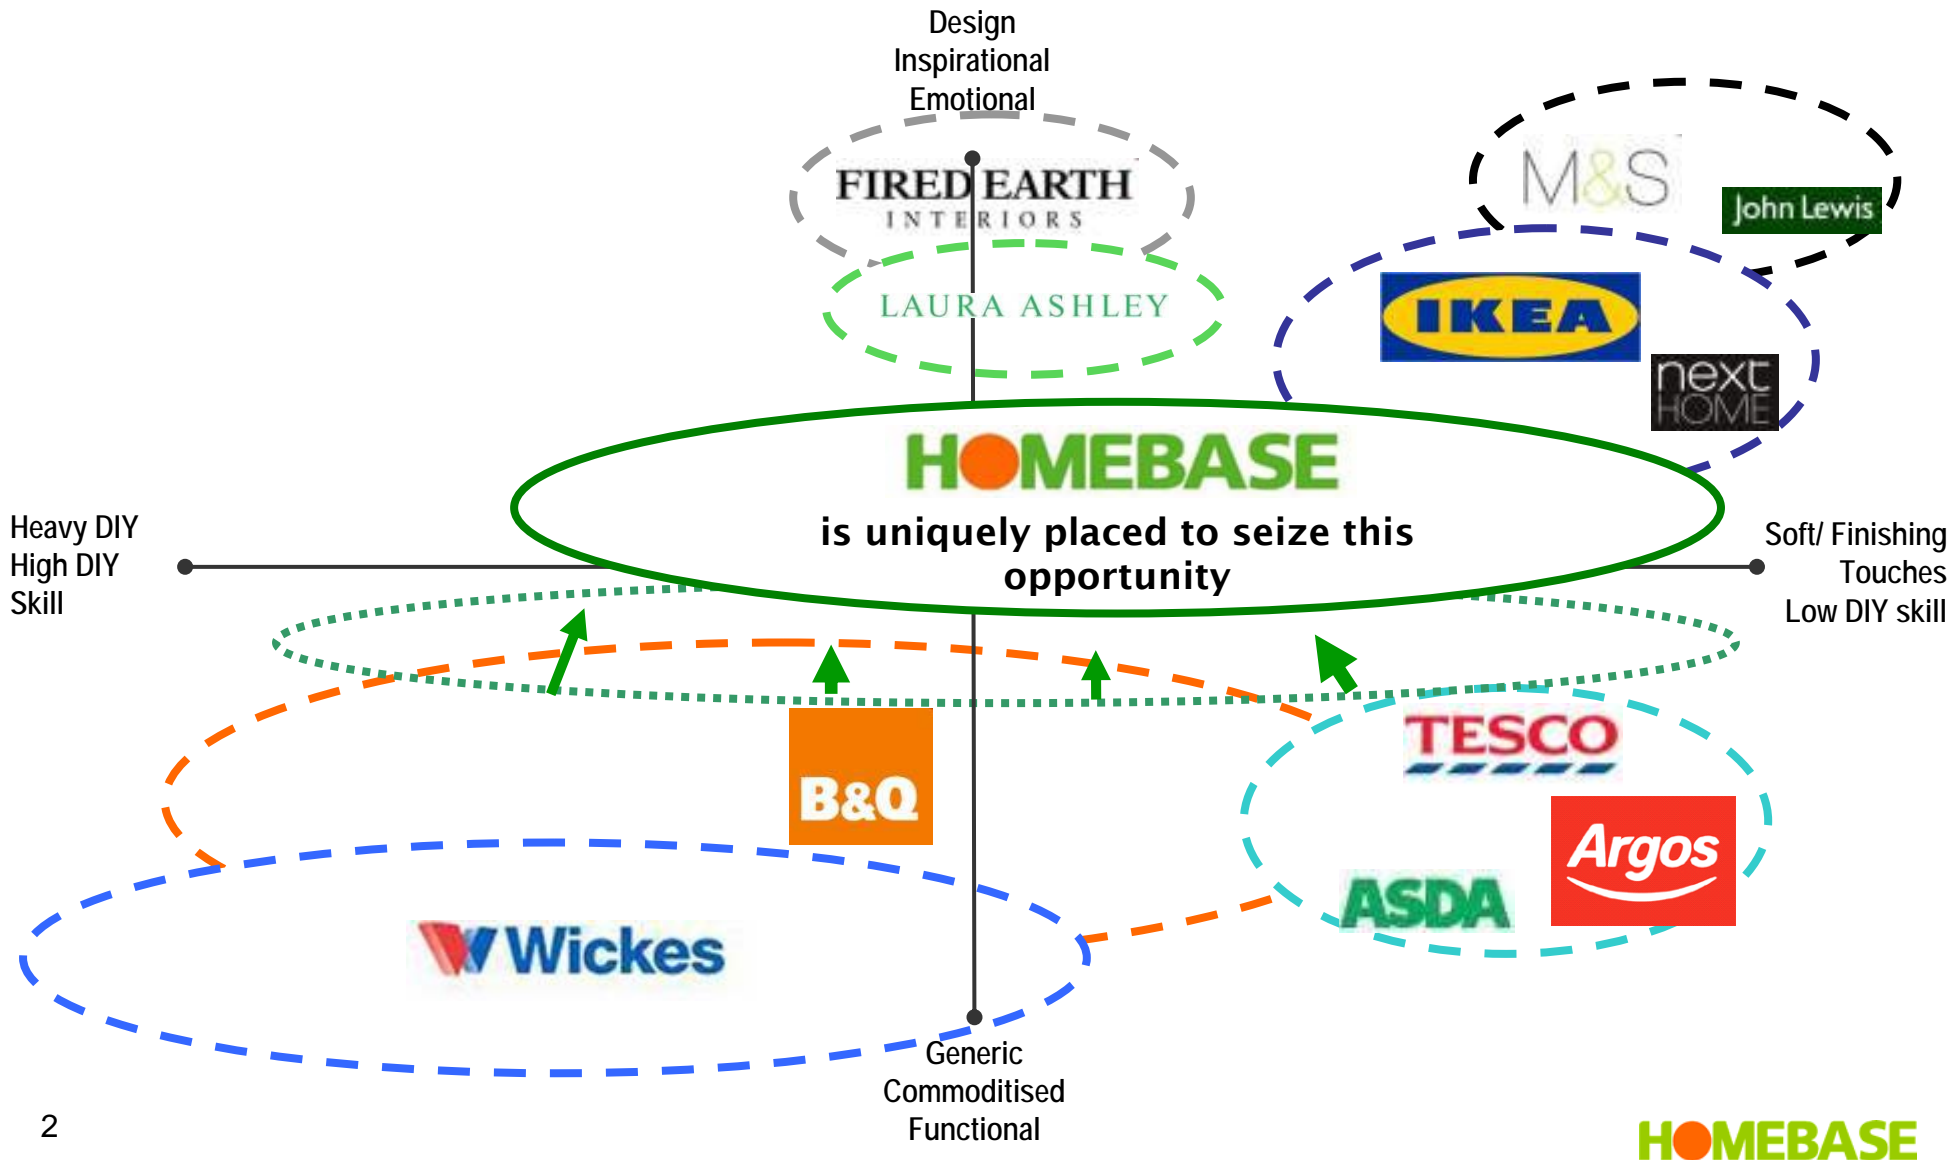 Design
Inspirational
Emotional
FIRED EARTH
INTERIORS
LAURA ASHLEY
M&S
John Lewis
IKEA
next
HOME
HOMEBASE
is uniquely placed to seize this
opportunity
Heavy DIY
High DIY
Skill
Soft/ Finishing
Touches
Low DIY skill
B&Q
TESCO
Argos
ASDA
Wickes
Generic
Commoditised
Functional
2
HOMEBASE